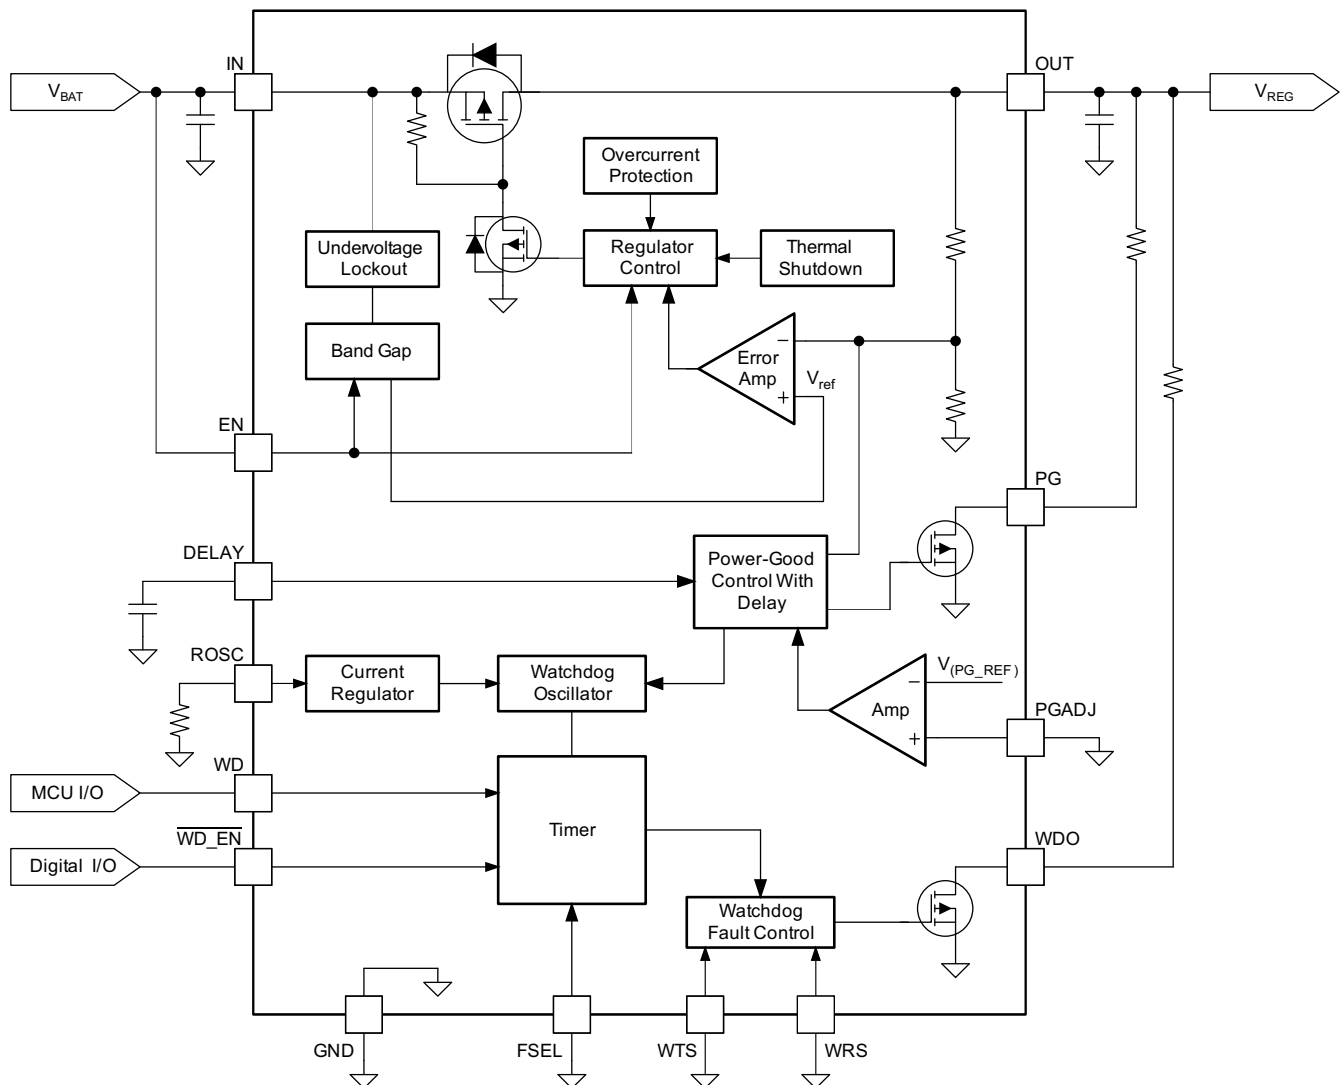 IN
OUT
V_BAT
V_REG
Overcurrent
Protection
Undervoltage
Lockout
Regulator
Control
Thermal
Shutdown
Band Gap
Error
Amp
−
V_ref
+
EN
PG
DELAY
Power-Good
Control With
Delay
ROSC
Current
Regulator
Watchdog
Oscillator
V_(PG_REF)
−
Amp
+
PGADJ
WD
MCU I/O
Timer
W̅D̅_̅E̅N̅
Digital I/O
WDO
Watchdog
Fault Control
GND
FSEL
WTS
WRS